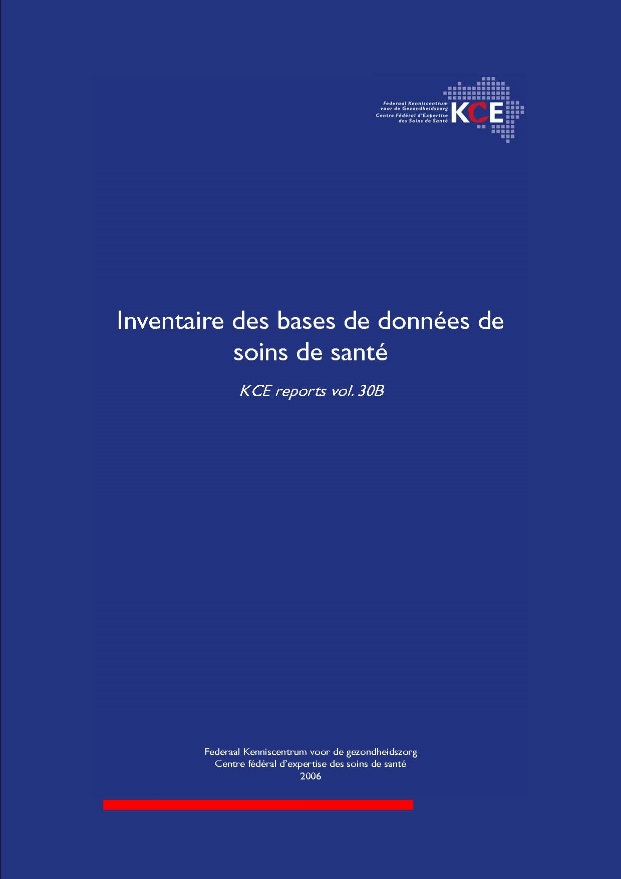 Federaal Kenniscentrum
voor de Gezondheidszorg
Centre Fédéral d'Expertise
des Soins de Santé
KCE
Inventaire des bases de données de
soins de santé
KCE reports vol. 30B
Federaal Kenniscentrum voor de gezondheidszorg
Centre fédéral d'expertise des soins de santé
2006